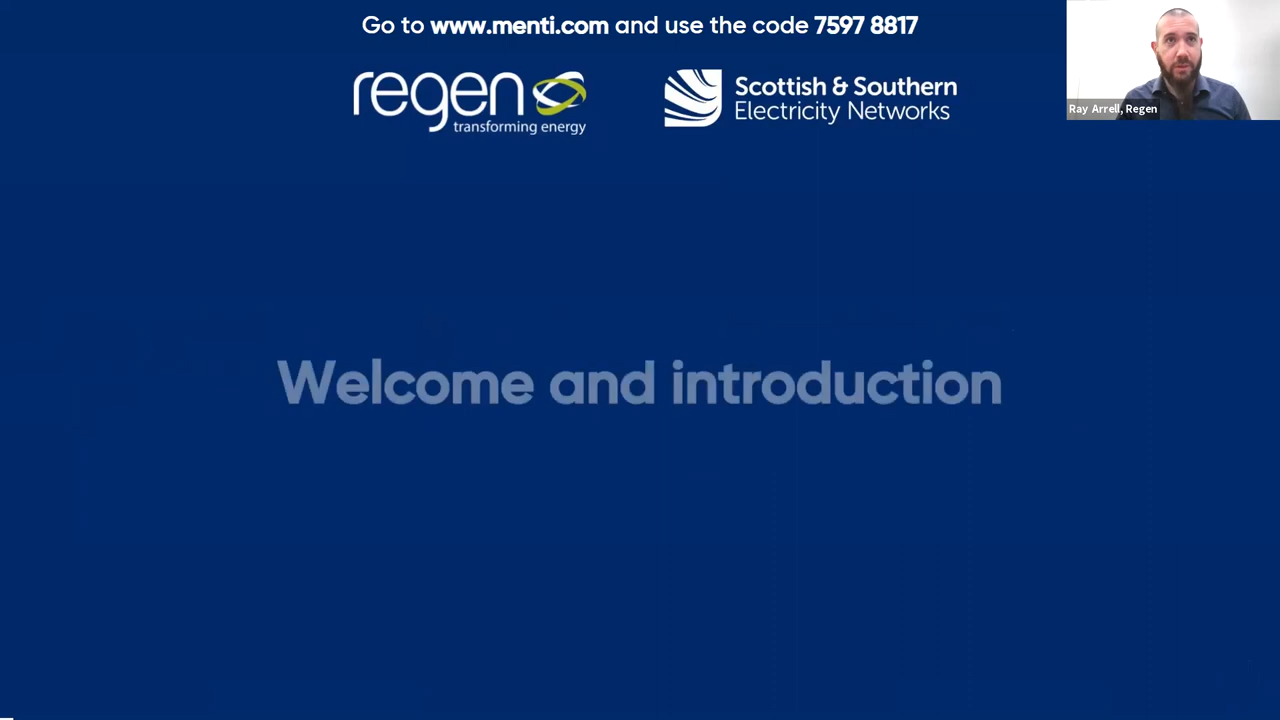 Go to www.menti.com and use the code 7597 8817
regen
transforming energy
Scottish & Southern
Electricity Networks
Ray Arrell, Regen
Welcome and introduction